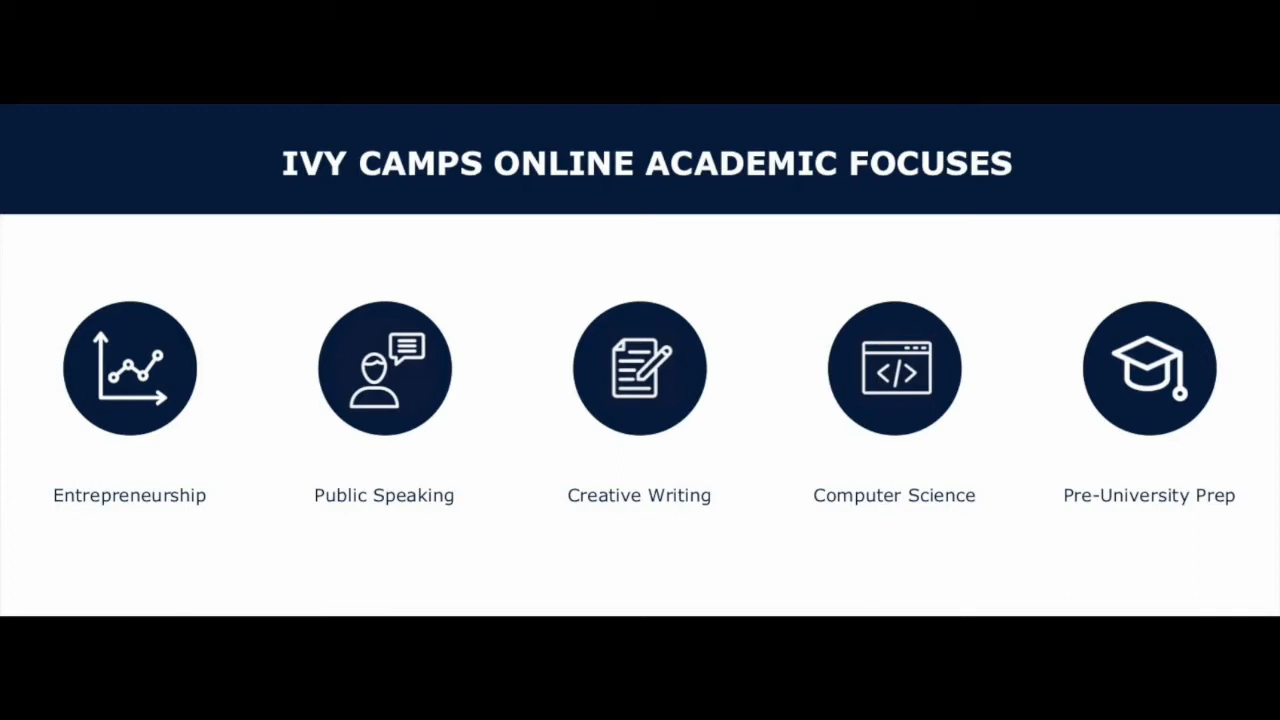 IVY CAMPS ONLINE ACADEMIC FOCUSES
Entrepreneurship
Public Speaking
Creative Writing
Computer Science
Pre-University Prep